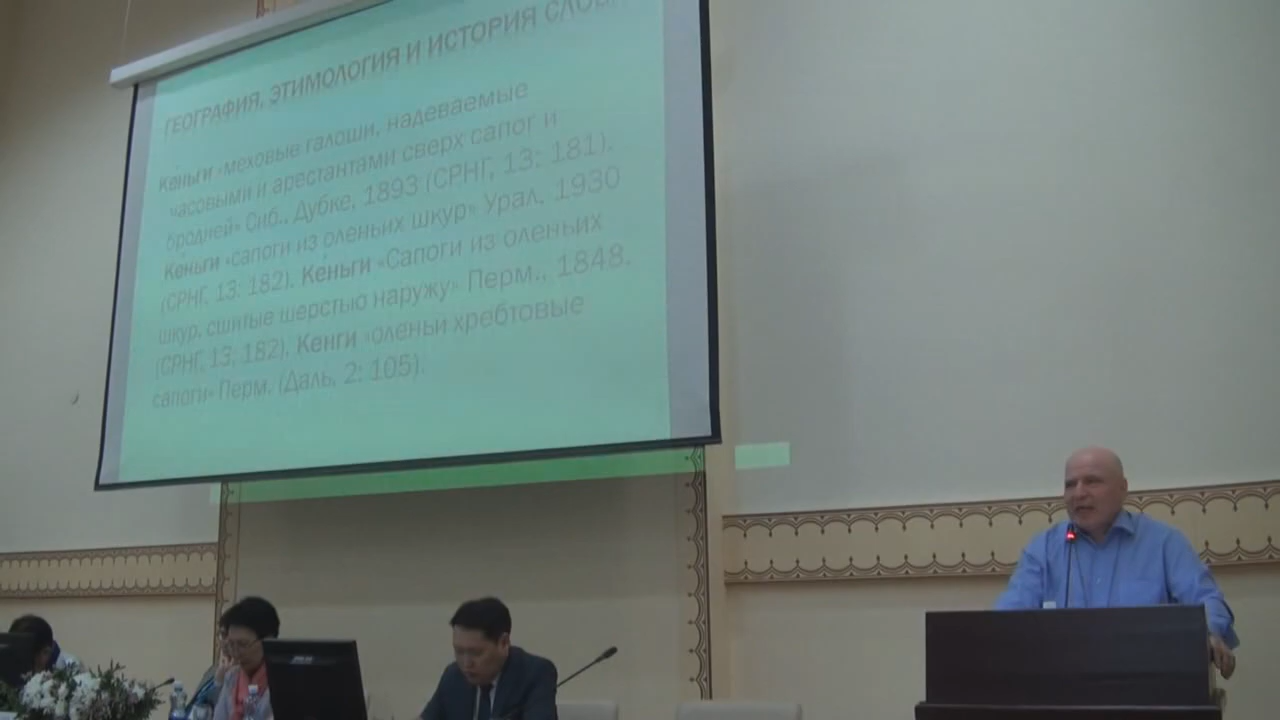 ГЕОГРАФИЯ, ЭТИМОЛОГИЯ И ИСТОРИЯ
Кеньги «меховые галоши, надеваемые
часовыми и арестантами сверх сапог и
бродней» Сиб., Дубке, 1893 (СРНГ, 13: 181).
Кеньги «сапоги из оленьих шкур» Урал, 1930
(СРНГ, 13: 182). Кеньги «Сапоги из оленьих
шкур, сшитые шерстью наружу» Перм., 1848.
(СРНГ, 13: 182). Кенги «оленьи хребтовые
сапоги» Перм. (Даль, 2: 105).